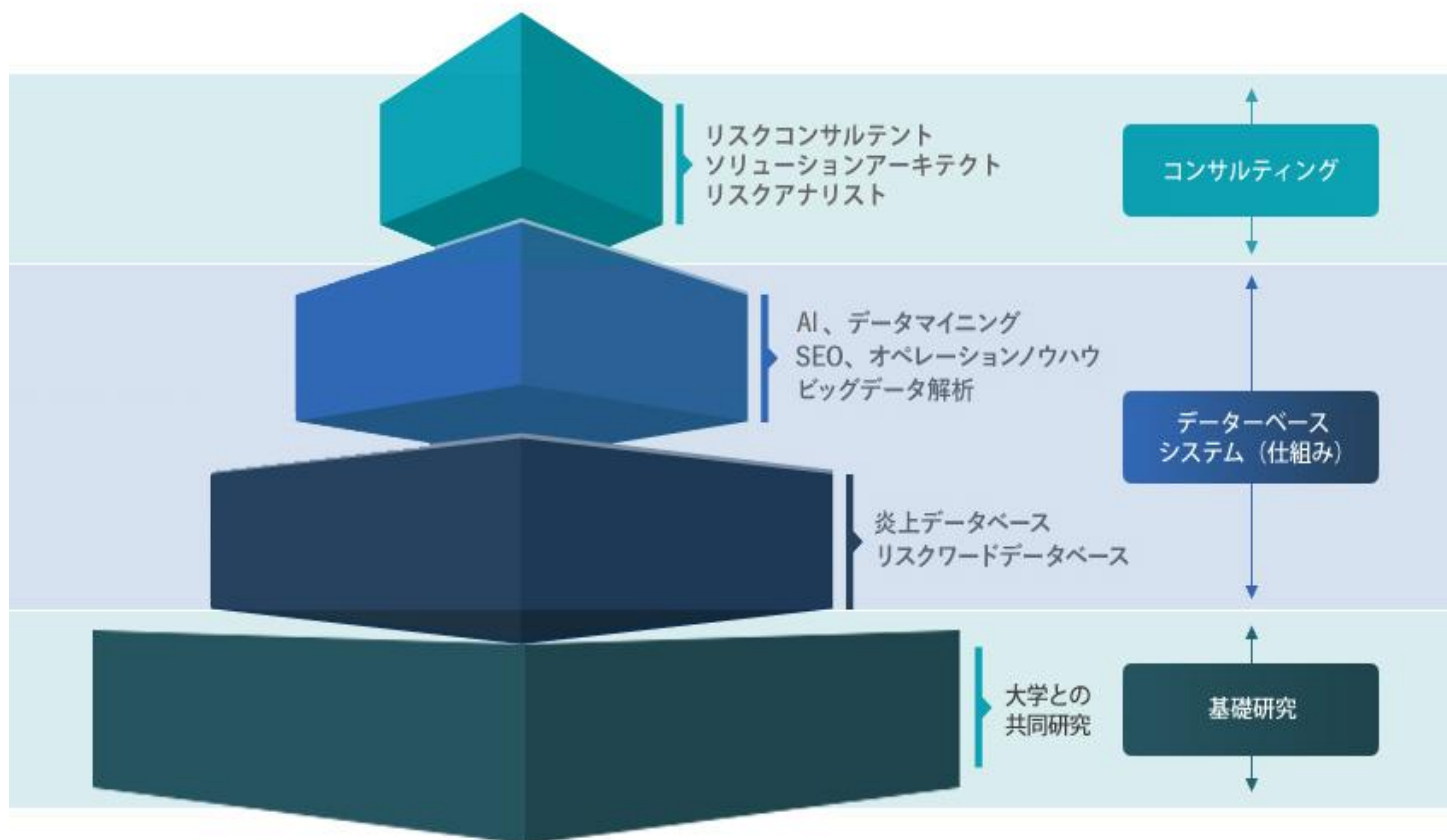 リスクコンサルテント
ソリューションアーキテクト
リスクアナリスト
コンサルティング
AI、データマイニング
SEO、オペレーションノウハウ
ビッグデータ解析
データーベース
システム（仕組み）
炎上データベース
リスクワードデータベース
大学との
共同研究
基礎研究